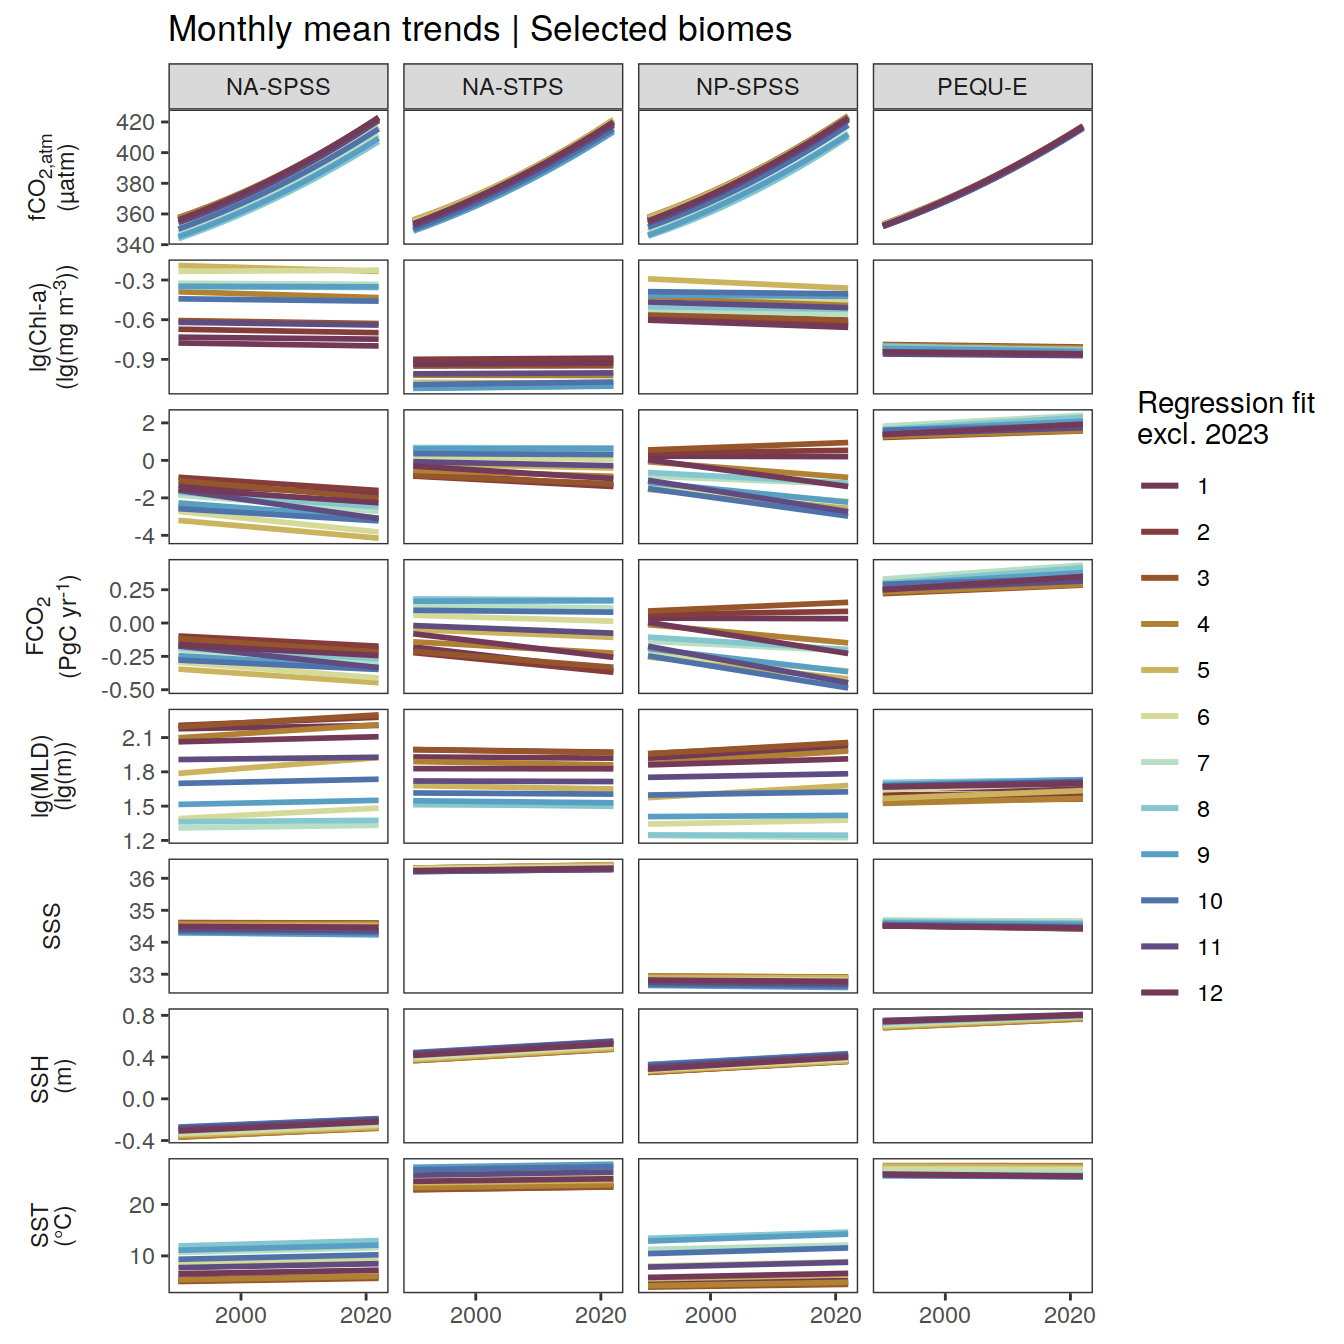 Monthly mean trends | Selected biomes
NA-SPSS NA-STPS NP-SPSS PEQU-E
fCO2,atm
(µatm)
420
400
380
360
340
lg(Chl-a)
(lg(mg m-3))
-0.3
-0.6
-0.9
2
0
-2
-4
FCO2
(PgC yr-1)
0.25
0.00
-0.25
-0.50
lg(MLD)
(lg(m))
2.1
1.8
1.5
1.2
SSS
36
35
34
33
SSH
(m)
0.8
0.4
0.0
-0.4
SST
(°C)
20
10
2000 2020 2000 2020 2000 2020 2000 2020
Regression fit
excl. 2023
1
2
3
4
5
6
7
8
9
10
11
12